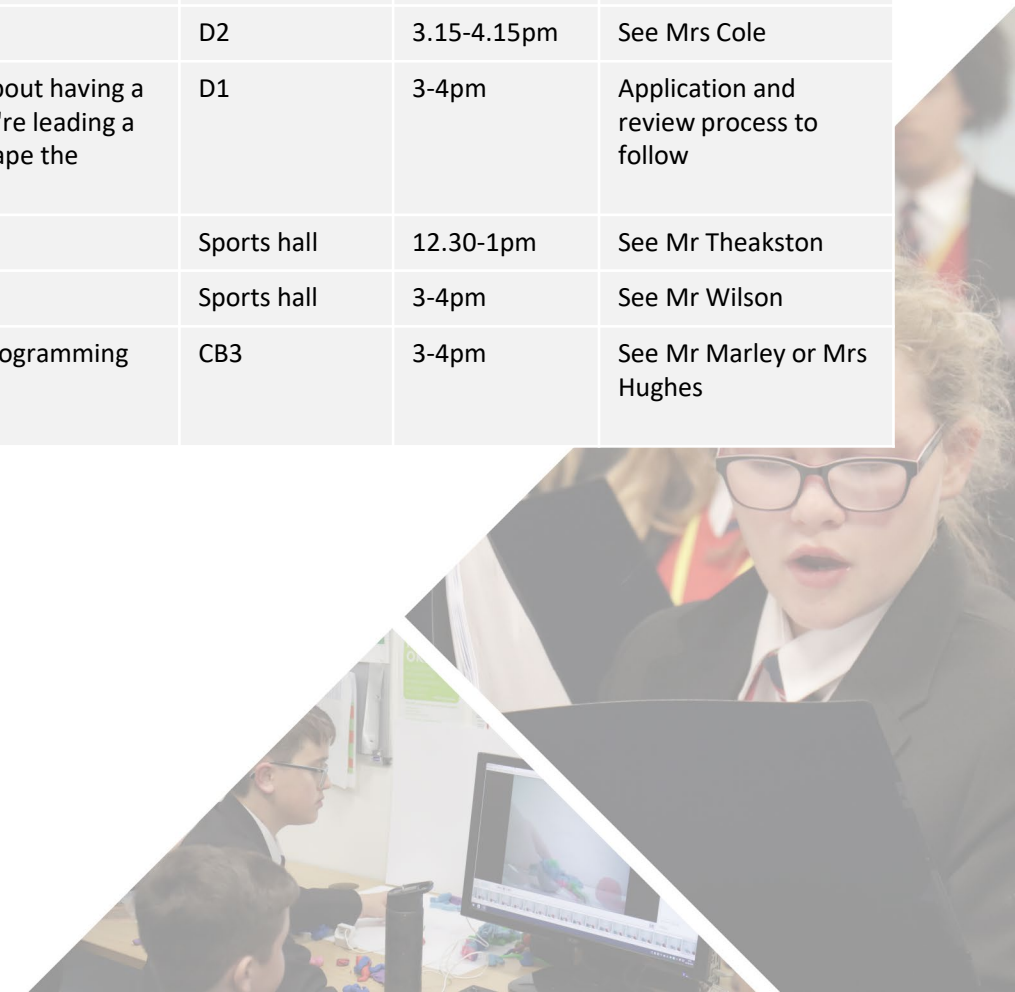 D2 3.15-4.15pm See Mrs Cole
bout having a D1 3-4pm Application and
're leading a review process to
ape the follow
Sports hall 12.30-1pm See Mr Theakston
Sports hall 3-4pm See Mr Wilson
ogramming CB3 3-4pm See Mr Marley or Mrs
Hughes